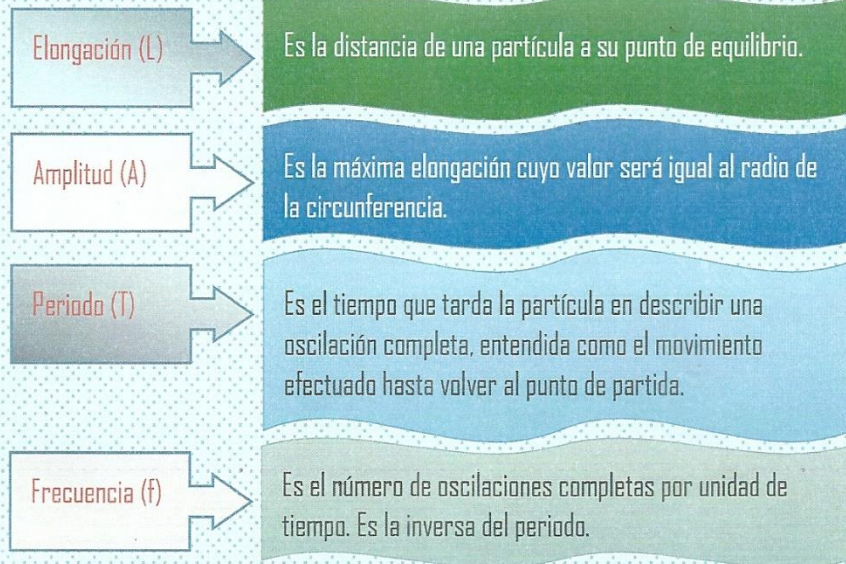 Elongación (L)
Es la distancia de una partícula a su punto de equilibrio.
Amplitud (A)
Es la máxima elongación cuyo valor será igual al radio de
la circunferencia.
Periodo (T)
Es el tiempo que tarda la partícula en describir una
oscilación completa, entendida como el movimiento
efectuado hasta volver al punto de partida.
Frecuencia (f)
Es el número de oscilaciones completas por unidad de
tiempo. Es la inversa del periodo.